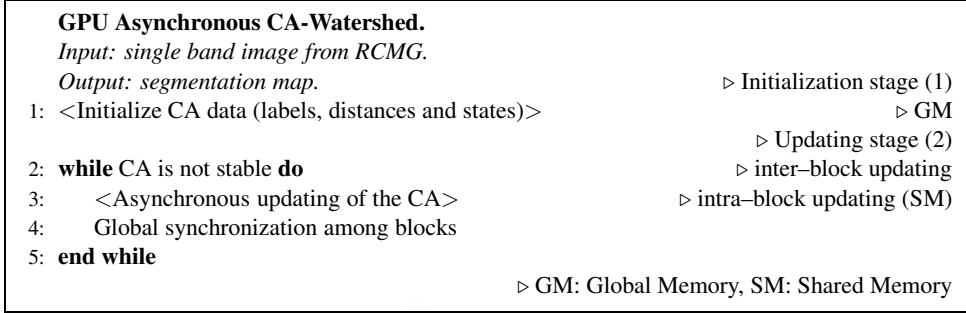 GPU Asynchronous CA-Watershed.
Input: single band image from RCMG.
Output: segmentation map. ▷ Initialization stage (1)
1: <Initialize CA data (labels, distances and states)> ▷ GM
▷ Updating stage (2)
2: while CA is not stable do ▷ inter–block updating
3: <Asynchronous updating of the CA> ▷ intra–block updating (SM)
4: Global synchronization among blocks
5: end while
▷ GM: Global Memory, SM: Shared Memory